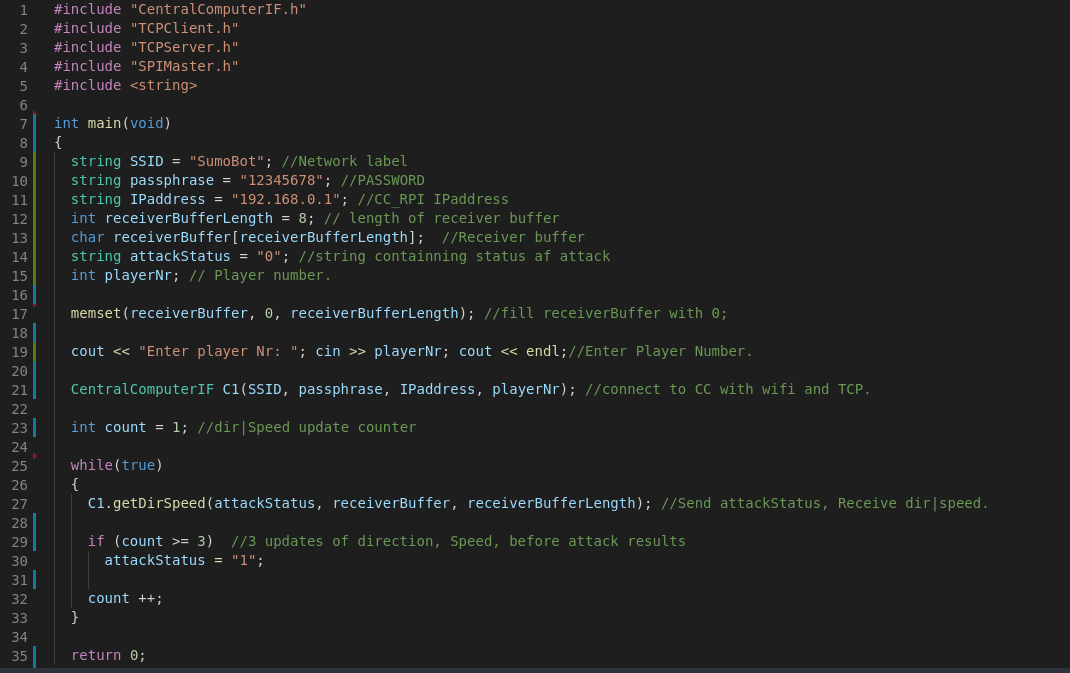 1 #include "CentralComputerIF.h"
2 #include "TCPClient.h"
3 #include "TCPServer.h"
4 #include "SPIMaster.h"
5 #include <string>
6
7 int main(void)
8 {
9 string SSID = "SumoBot"; //Network label
10 string passphrase = "12345678"; //PASSWORD
11 string IPaddress = "192.168.0.1"; //CC_RPI IPaddress
12 int receiverBufferLength = 8; // length of receiver buffer
13 char receiverBuffer[receiverBufferLength];  //Receiver buffer
14 string attackStatus = "0"; //string containning status af attack
15 int playerNr; // Player number.
16
17 memset(receiverBuffer, 0, receiverBufferLength); //fill receiverBuffer with 0;
18
19 cout << "Enter player Nr: "; cin >> playerNr; cout << endl;//Enter Player Number.
20
21 CentralComputerIF C1(SSID, passphrase, IPaddress, playerNr); //connect to CC with wifi and TCP.
22
23 int count = 1; //dir|Speed update counter
24
25 while(true)
26 {
27 C1.getDirSpeed(attackStatus, receiverBuffer, receiverBufferLength); //Send attackStatus, Receive dir|speed.
28
29 if (count >= 3)  //3 updates of direction, Speed, before attack results
30 attackStatus = "1";
31
32 count ++;
33 }
34
35 return 0;